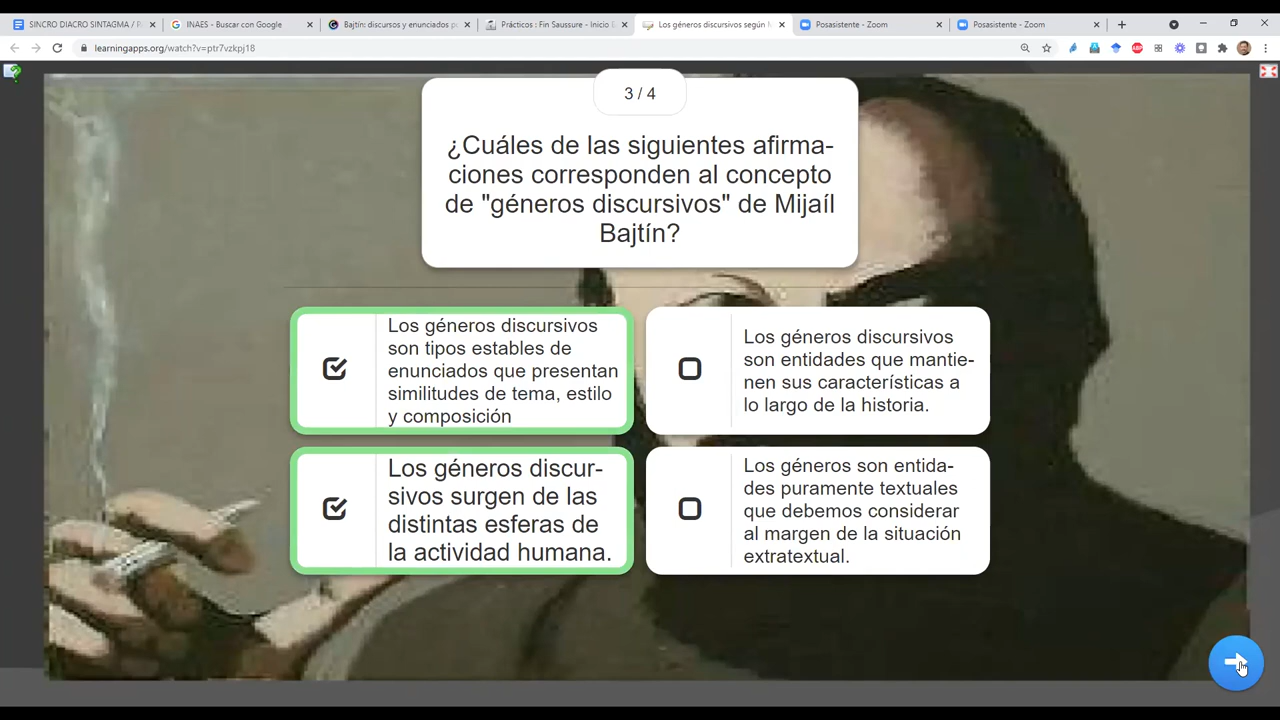 SINCRO DIACRO SINTAGMA / P
INAES - Buscar con Google
Bajtín: discursos y enunciados p
Prácticos : Fin Saussure - Inicio
Los géneros discursivos según
Posasistente - Zoom
Posasistente - Zoom
learningapps.org/watch?v=ptr7vzkpj18
3 / 4
¿Cuáles de las siguientes afirma-
ciones corresponden al concepto
de "géneros discursivos" de Mijaíl
Bajtín?
Los géneros discursivos
son tipos estables de
enunciados que presentan
similitudes de tema, estilo
y composición
Los géneros discursivos
son entidades que mantie-
nen sus características a
lo largo de la historia.
Los géneros discur-
sivos surgen de las
distintas esferas de
la actividad humana.
Los géneros son entida-
des puramente textuales
que debemos considerar
al margen de la situación
extratextual.